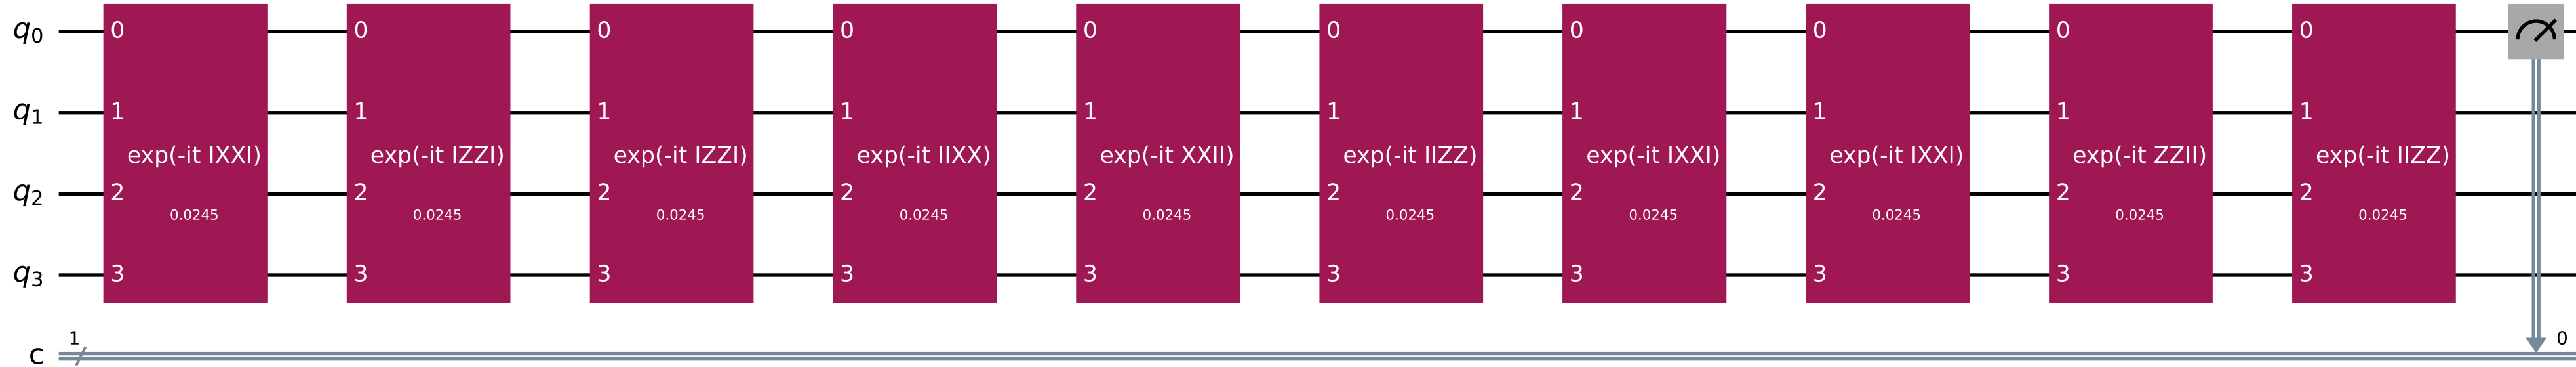 q0 0 0 0 0 0 0 0 0 0 0
q1 1 1 1 1 1 1 1 1 1 1
exp(-it IXXI) exp(-it IZZI) exp(-it IZZI) exp(-it IIXX) exp(-it XXII) exp(-it IIZZ) exp(-it IXXI) exp(-it IXXI) exp(-it ZZII) exp(-it IIZZ)
q2 2 2 2 2 2 2 2 2 2 2
0.0245 0.0245 0.0245 0.0245 0.0245 0.0245 0.0245 0.0245 0.0245 0.0245
q3 3 3 3 3 3 3 3 3 3 3
1 0
c